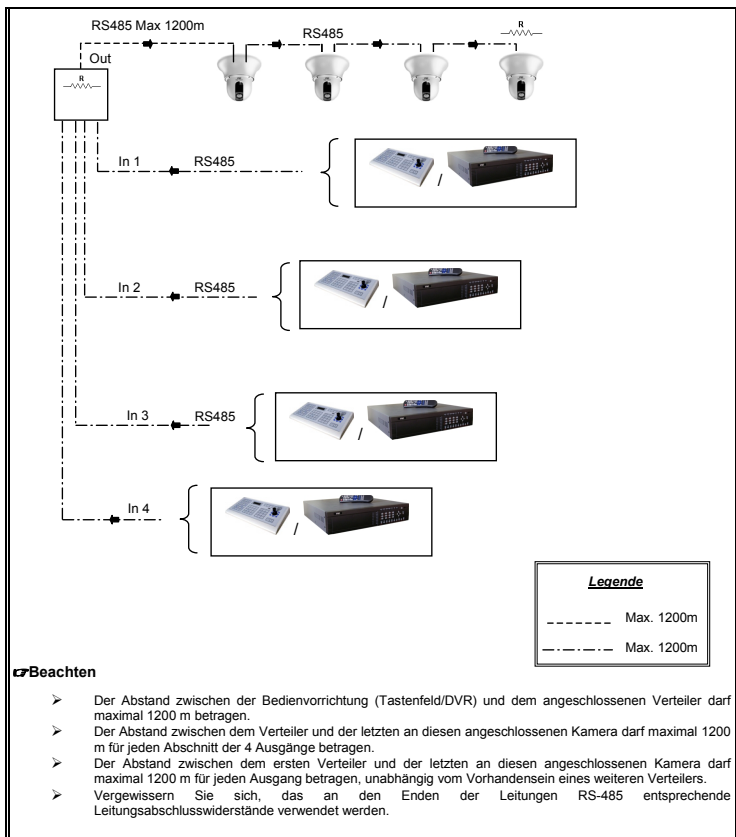 RS485 Max 1200m
RS485
R
Out
R
In 1 RS485
/
In 2 RS485
/
In 3 RS485
/
In 4
/
Legende
Max. 1200m
Max. 1200m
☞Beachten
➢ Der Abstand zwischen der Bedienvorrichtung (Tastenfeld/DVR) und dem angeschlossenen Verteiler darf
maximal 1200 m betragen.
➢ Der Abstand zwischen dem Verteiler und der letzten an diesen angeschlossenen Kamera darf maximal 1200
m für jeden Abschnitt der 4 Ausgänge betragen.
➢ Der Abstand zwischen dem ersten Verteiler und der letzten an diesen angeschlossenen Kamera darf
maximal 1200 m für jeden Ausgang betragen, unabhängig vom Vorhandensein eines weiteren Verteilers.
➢ Vergewissern Sie sich, das an den Enden der Leitungen RS-485 entsprechende
Leitungsabschlusswiderstände verwendet werden.